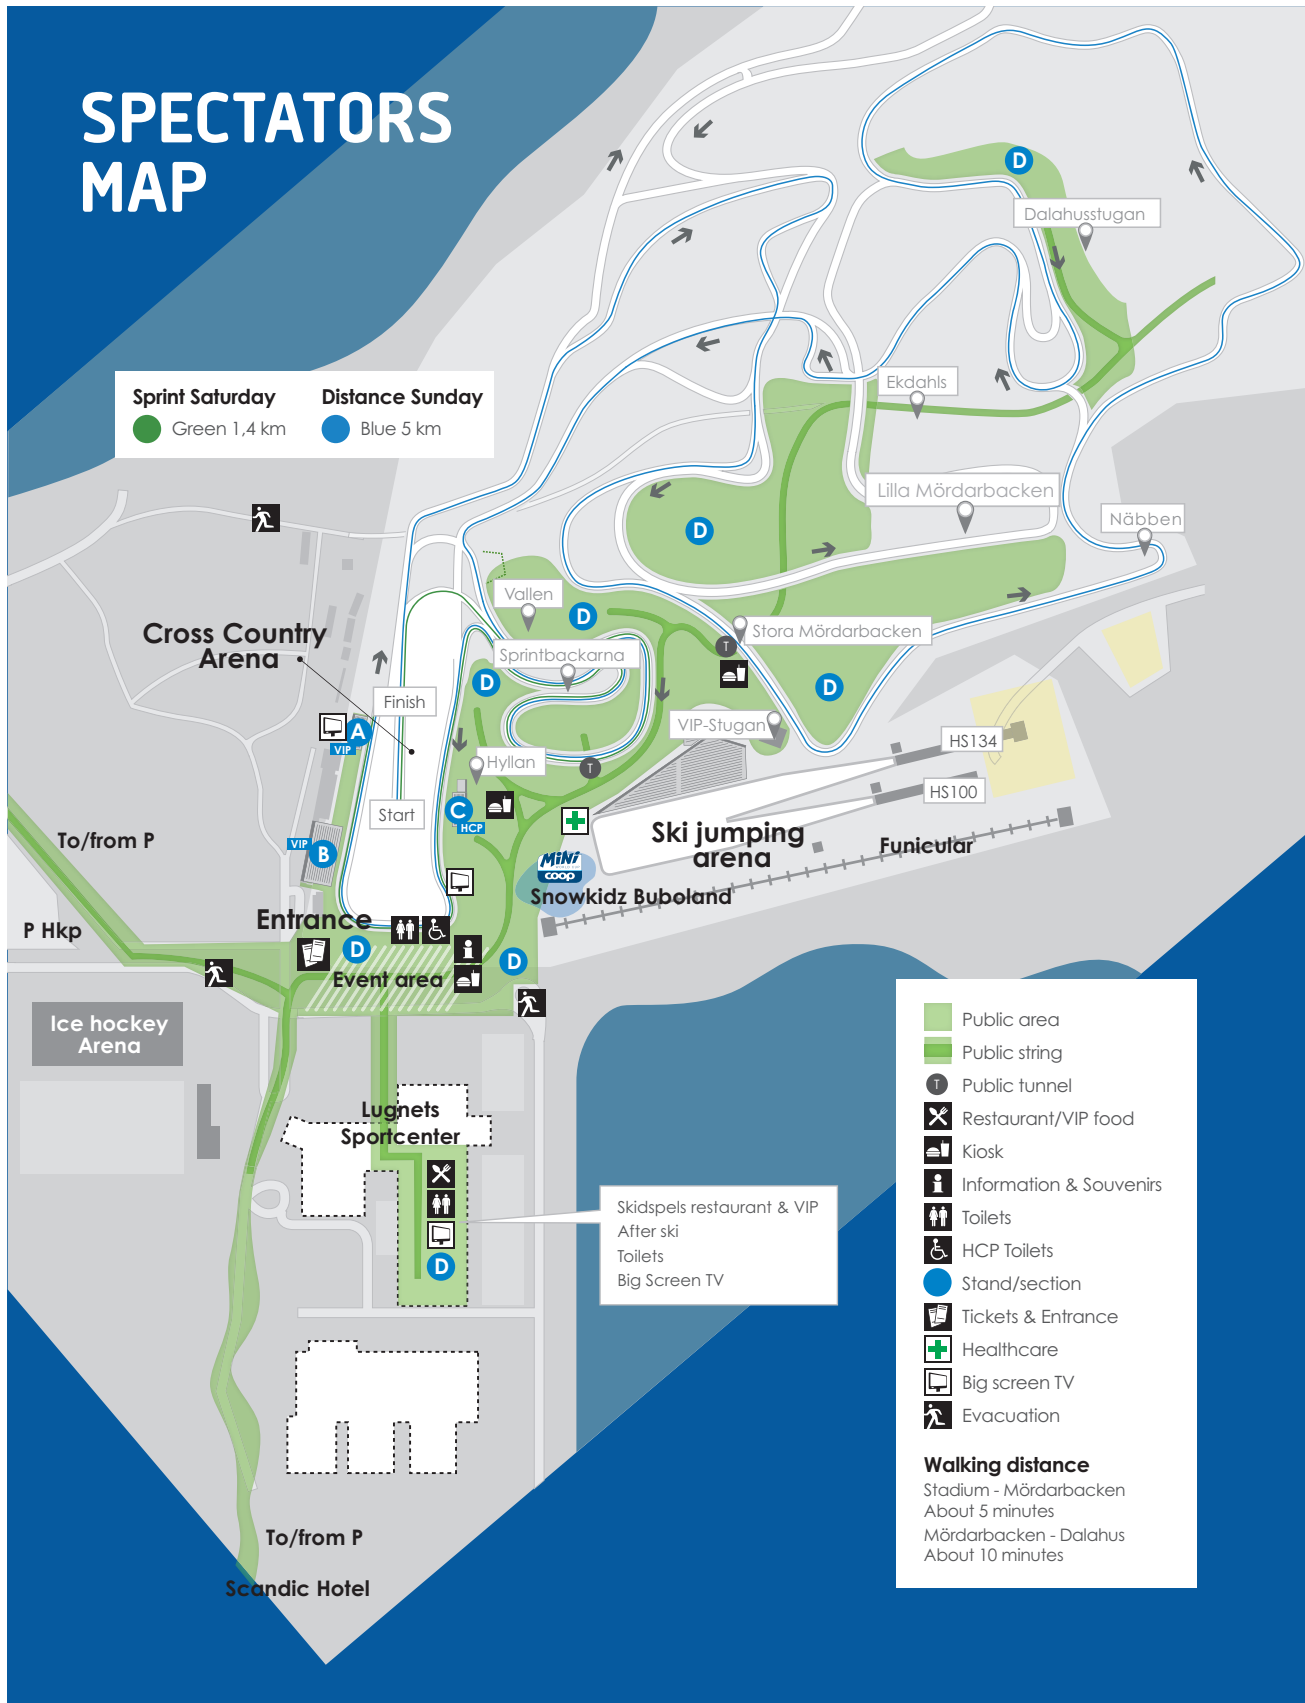 SPECTATORS
MAP
D
Dalahusstugan
Sprint Saturday
Green 1,4 km
Distance Sunday
Blue 5 km
Ekdahls
Lilla Mördarbacken
Näbben
D
Vallen
D
Cross Country
Arena
Stora Mördarbacken
T
Sprintbackarna
D
D
Finish
VIP-Stugan
A
VIP
HS134
Hyllan
T
HS100
Start
C
HCP
Ski jumping
arena
Funicular
To/from P
VIP
B
MiNi
coop
Snowkidz Buboland
Entrance
P Hkp
D
D
Event area
Ice hockey
Arena
Lugnets
Sportcenter
D
Skidspels restaurant & VIP
After ski
Toilets
Big Screen TV
To/from P
Scandic Hotel
Public area
Public string
T
Public tunnel
Restaurant/VIP food
Kiosk
Information & Souvenirs
Toilets
HCP Toilets
Stand/section
Tickets & Entrance
Healthcare
Big screen TV
Evacuation
Walking distance
Stadium - Mördarbacken
About 5 minutes
Mördarbacken - Dalahus
About 10 minutes